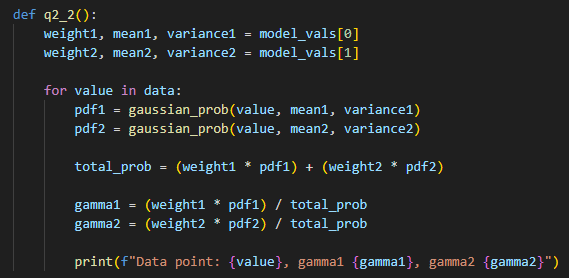 def q2_2():
    weight1, mean1, variance1 = model_vals[0]
    weight2, mean2, variance2 = model_vals[1]

    for value in data:
        pdf1 = gaussian_prob(value, mean1, variance1)
        pdf2 = gaussian_prob(value, mean2, variance2)

        total_prob = (weight1 * pdf1) + (weight2 * pdf2)

        gamma1 = (weight1 * pdf1) / total_prob
        gamma2 = (weight2 * pdf2) / total_prob

        print(f"Data point: {value}, gamma1 {gamma1}, gamma2 {gamma2}")